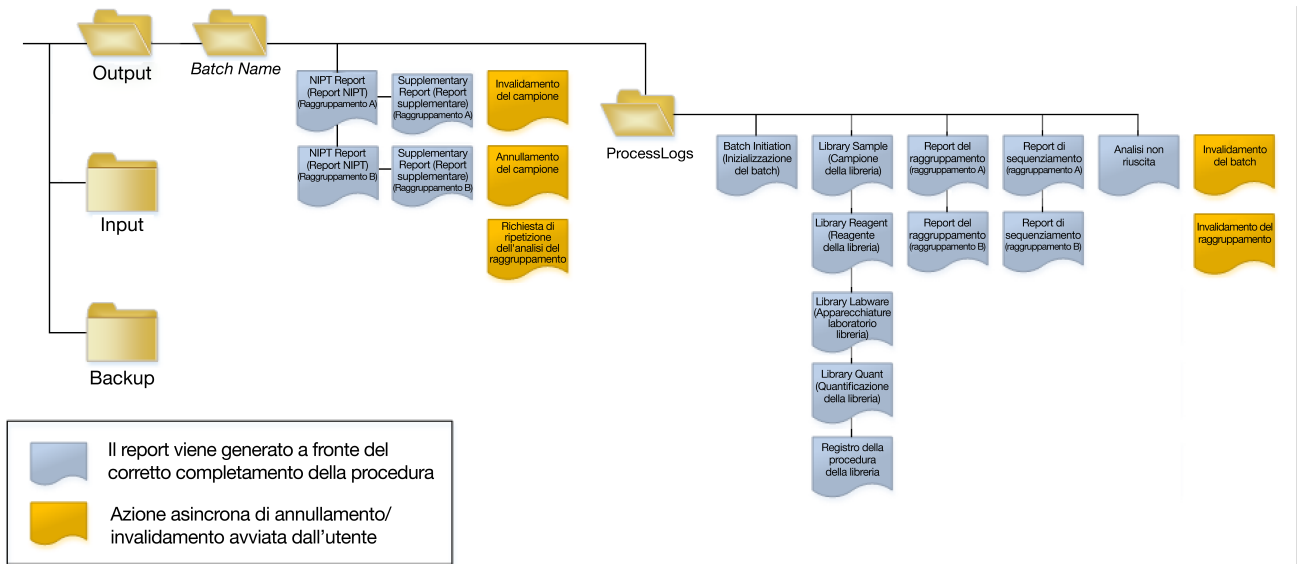 Output
Batch Name
NIPT Report
(Report NIPT)
(Raggruppamento A)
Supplementary
Report (Report
supplementare)
(Raggruppamento A)
Invalidamento
del campione
NIPT Report
(Report NIPT)
(Raggruppamento B)
Supplementary
Report (Report
supplementare)
(Raggruppamento B)
Annullamento
del campione
Richiesta di
ripetizione
dell'analisi del
raggruppamento
ProcessLogs
Batch Initiation
(Inizializzazione
del batch)
Library Sample
(Campione
della libreria)
Report del
raggruppamento
(raggruppamento A)
Report di
sequenziamento
(raggruppamento A)
Analisi non
riuscita
Invalidamento
del batch
Library Reagent
(Reagente
della libreria)
Report del
raggruppamento
(raggruppamento B)
Report di
sequenziamento
(raggruppamento B)
Invalidamento del
raggruppamento
Library Labware
(Apparecchiature
laboratorio
libreria)
Library Quant
(Quantificazione
della libreria)
Registro della
procedura
della libreria
Input
Backup
Il report viene generato a fronte del
corretto completamento della procedura
Azione asincrona di annullamento/
invalidamento avviata dall'utente